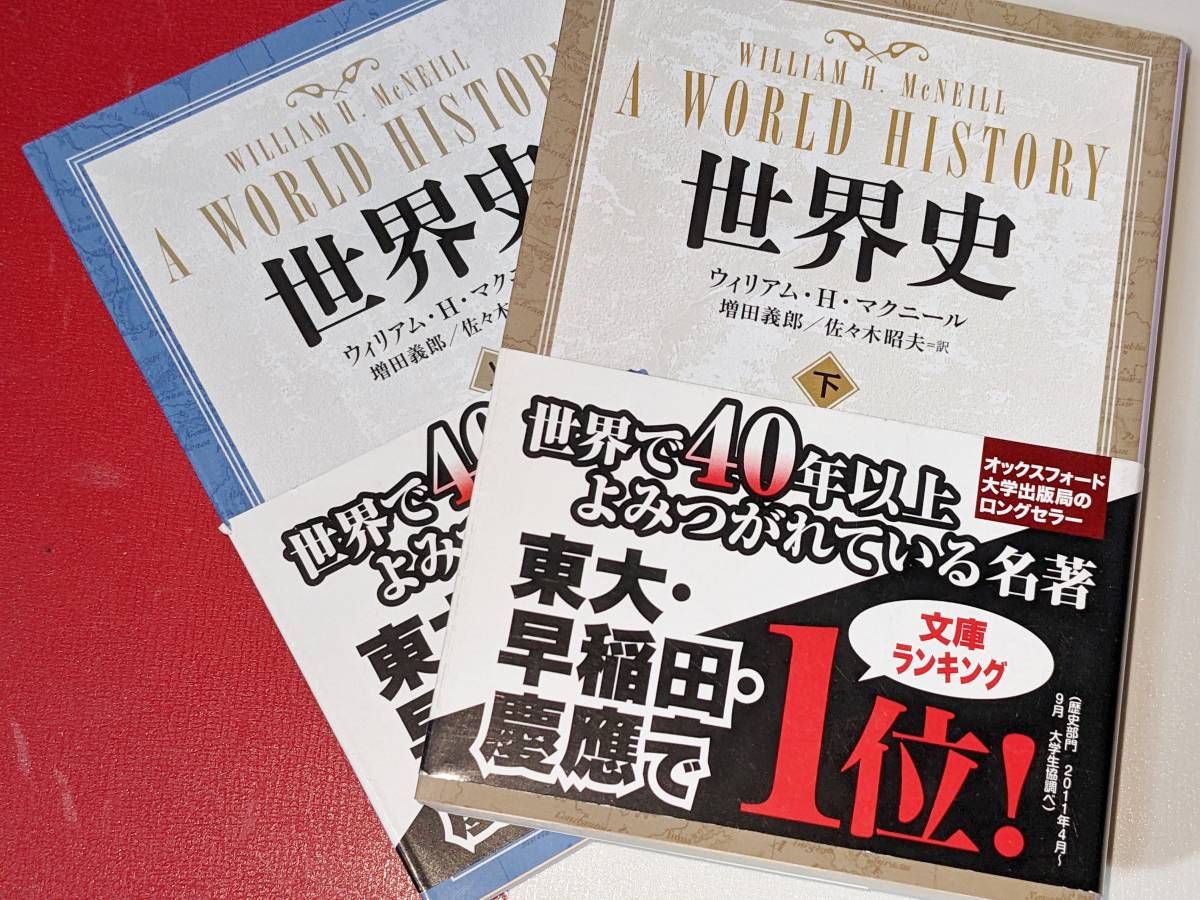 WILLIAM H. McNEILL
A WORLD HISTORY
世界史
ウィリアム・H・マクニ
増田義郎／佐々木
世界で4
よみ
東大
WILLIAM H. McNEILL
A WORLD HISTORY
世界史
ウィリアム・H・マクニール
増田義郎／佐々木昭夫＝訳
下
世界で40年以上
よみつがれている名著
オックスフォード
大学出版局の
ロングセラー
東大・
早稲田・
慶應で
1位!
文庫
ランキング
(歴史部門 2011年4月〜
9月 大学生協調べ)